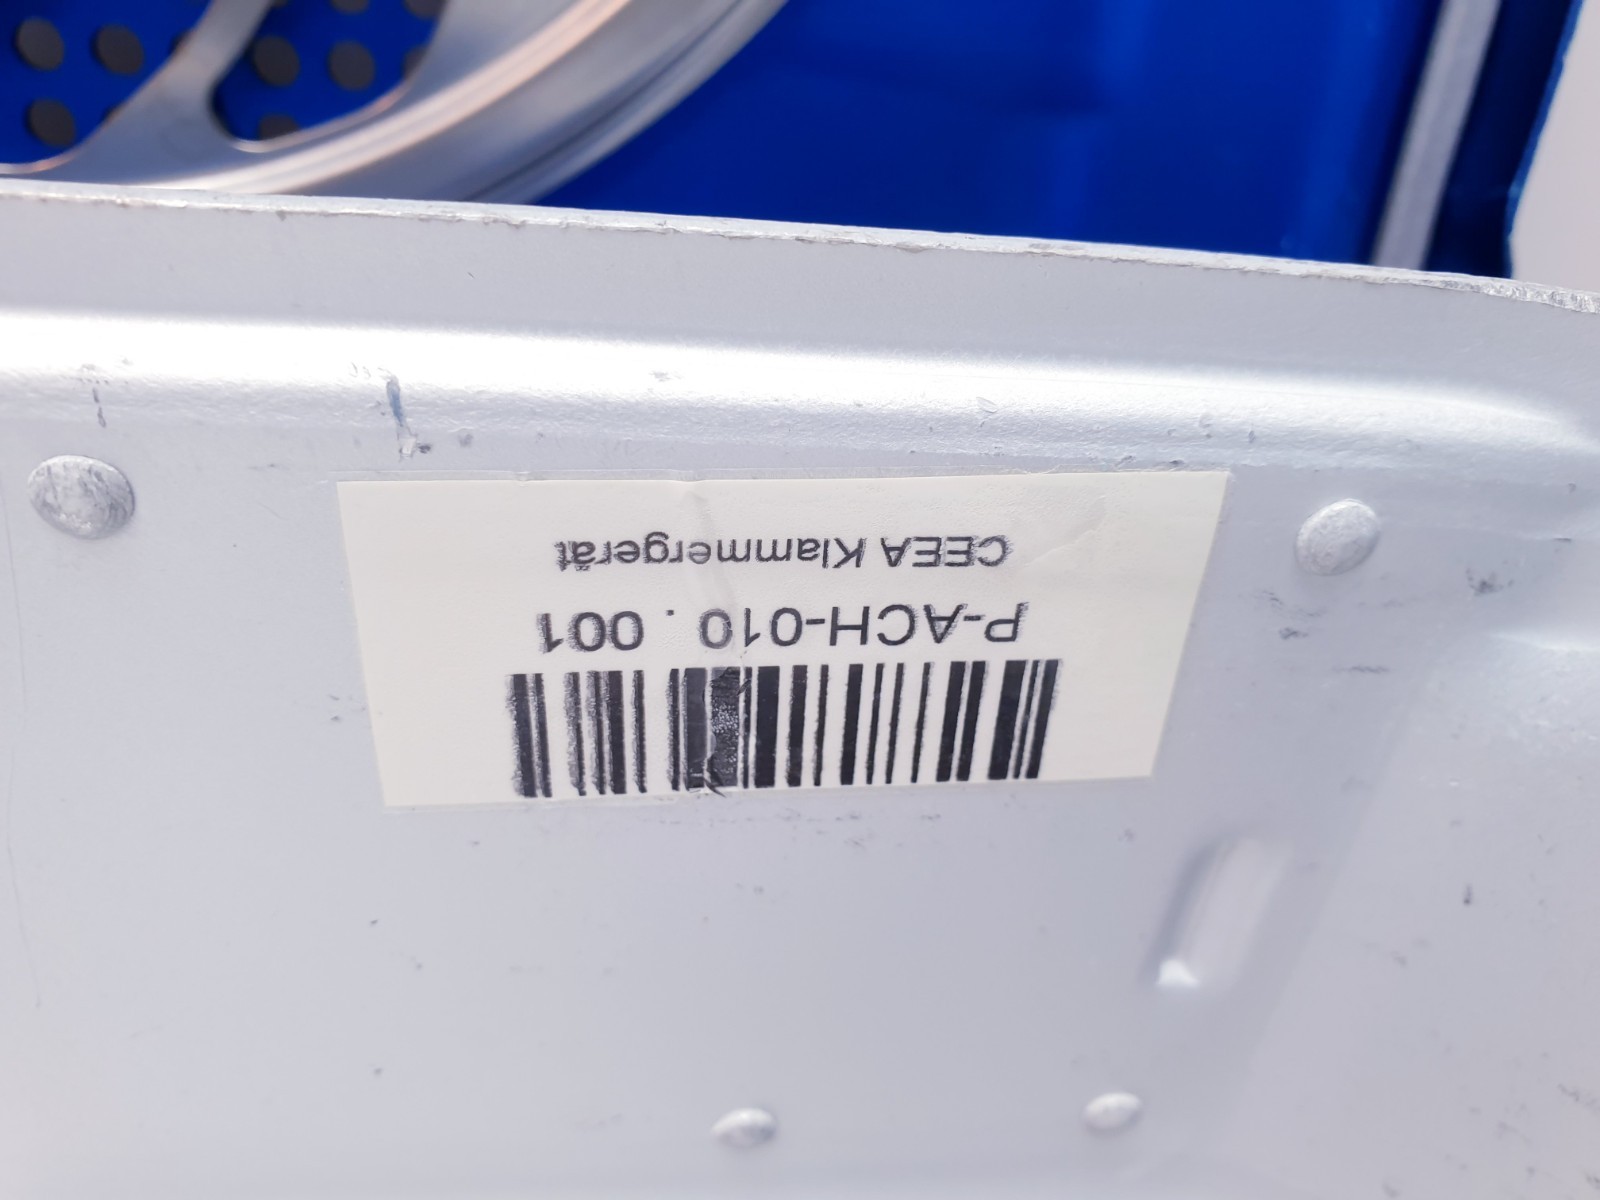 P-ACH-010 . 001
CEEA Klammergerät